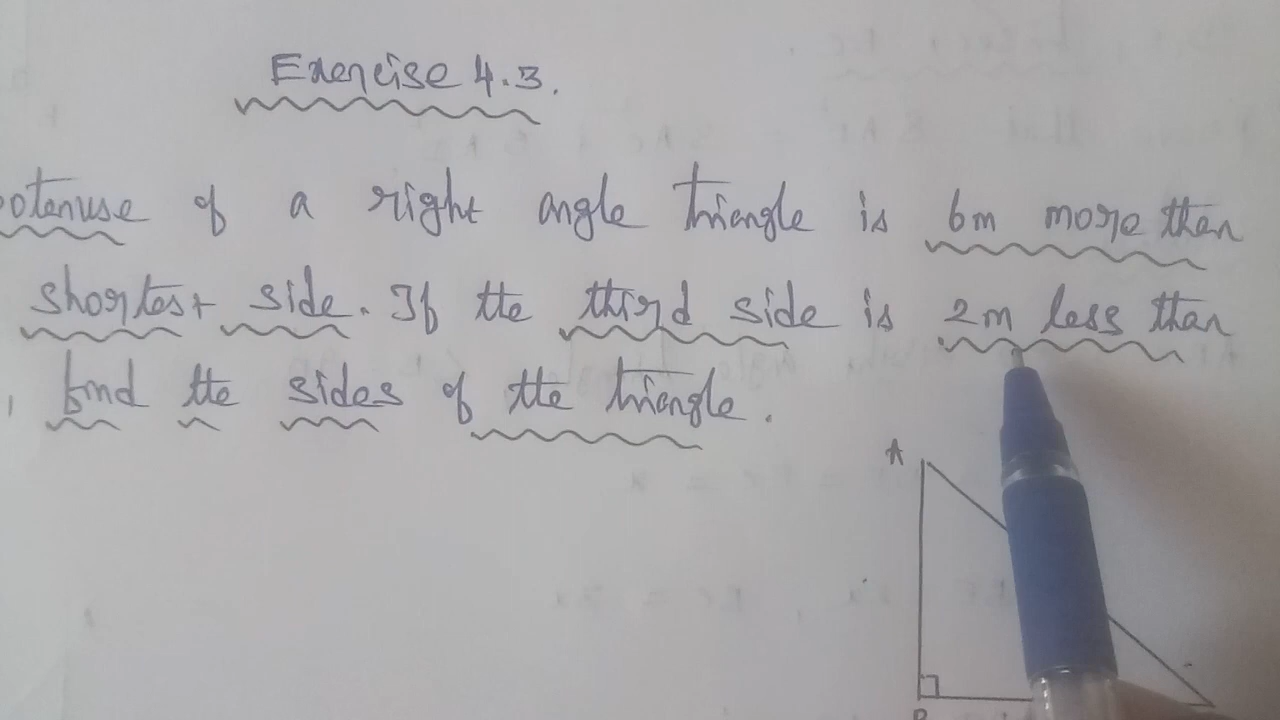 Exercise 4.3.
otenuse of a right angle triangle is 6m more than
shortest side. If the third side is 2m less than
, find the sides of the triangle.
A
B